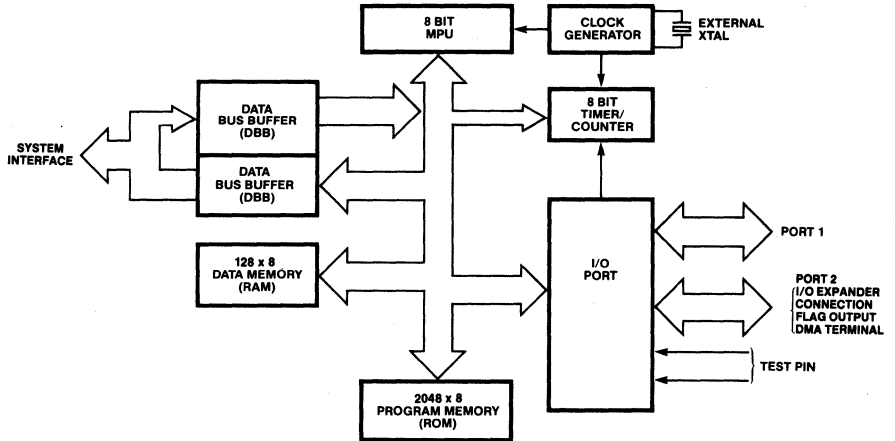 8 BIT
MPU
CLOCK
GENERATOR
EXTERNAL
XTAL
DATA
BUS BUFFER
(DBB)
8 BIT
TIMER/
COUNTER
SYSTEM
INTERFACE
DATA
BUS BUFFER
(DBB)
128 x 8
DATA MEMORY
(RAM)
I/O
PORT
PORT 1
PORT 2
I/O EXPANDER
CONNECTION
FLAG OUTPUT
DMA TERMINAL
TEST PIN
2048 x 8
PROGRAM MEMORY
(ROM)